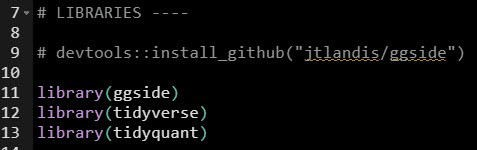 7 # LIBRARIES ----
8
9 # devtools::install_github("jtlandis/ggside")
10
11 library(ggside)
12 library(tidyverse)
13 library(tidyquant)